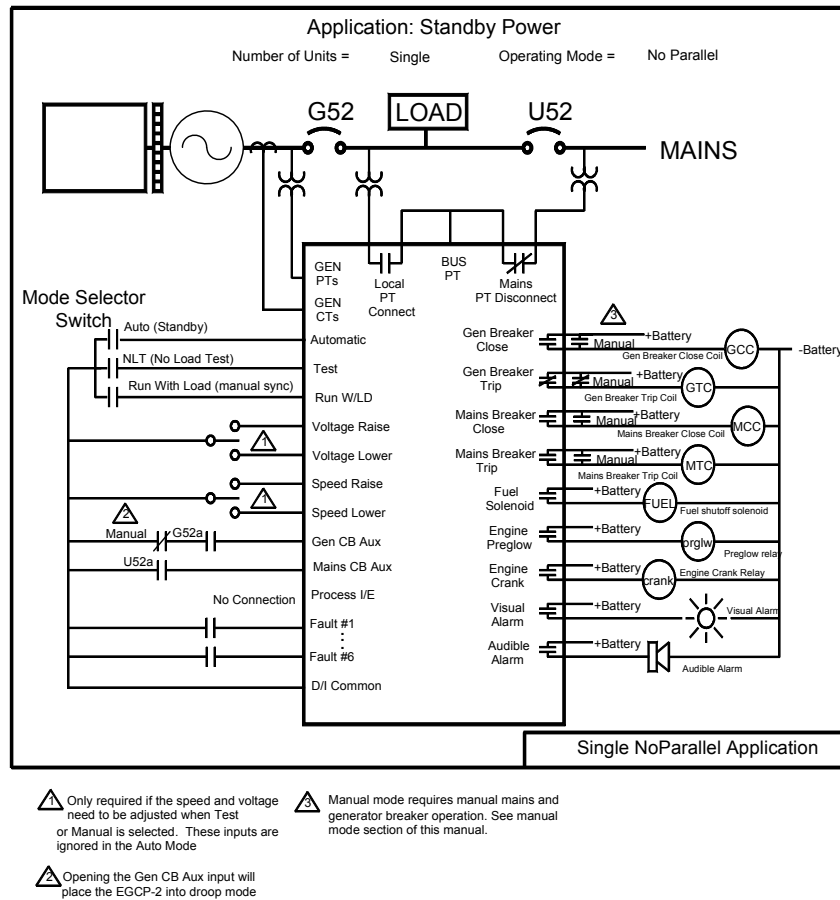 Application: Standby Power
Number of Units = Single Operating Mode = No Parallel
G52
LOAD
U52
MAINS
GEN
PTs
Local
PT
Connect
BUS
PT
Mains
PT Disconnect
GEN
CTs
Mode Selector
Switch
Auto (Standby)
Automatic
NLT (No Load Test)
Test
Run With Load (manual sync)
Run W/LD
Voltage Raise
1
Voltage Lower
Speed Raise
1
Speed Lower
2
Manual
G52a
Gen CB Aux
U52a
Mains CB Aux
No Connection
Process I/E
Fault #1
Fault #6
D/I Common
3
Gen Breaker
Close
Manual
+Battery
Gen Breaker Close Coil
GCC
-Battery
Gen Breaker
Trip
Manual
+Battery
Gen Breaker Trip Coil
GTC
Mains Breaker
Close
Manual
+Battery
Mains Breaker Close Coil
MCC
Mains Breaker
Trip
Manual
+Battery
Mains Breaker Trip Coil
MTC
Fuel
Solenoid
+Battery
FUEL
Fuel shutoff solenoid
Engine
Preglow
+Battery
prglw
Preglow relay
Engine
Crank
+Battery
crank
Engine Crank Relay
Visual
Alarm
+Battery
Visual Alarm
Audible
Alarm
+Battery
Audible Alarm
Single NoParallel Application
1 Only required if the speed and voltage
need to be adjusted when Test
or Manual is selected. These inputs are
ignored in the Auto Mode
3 Manual mode requires manual mains and
generator breaker operation. See manual
mode section of this manual.
2 Opening the Gen CB Aux input will
place the EGCP-2 into droop mode